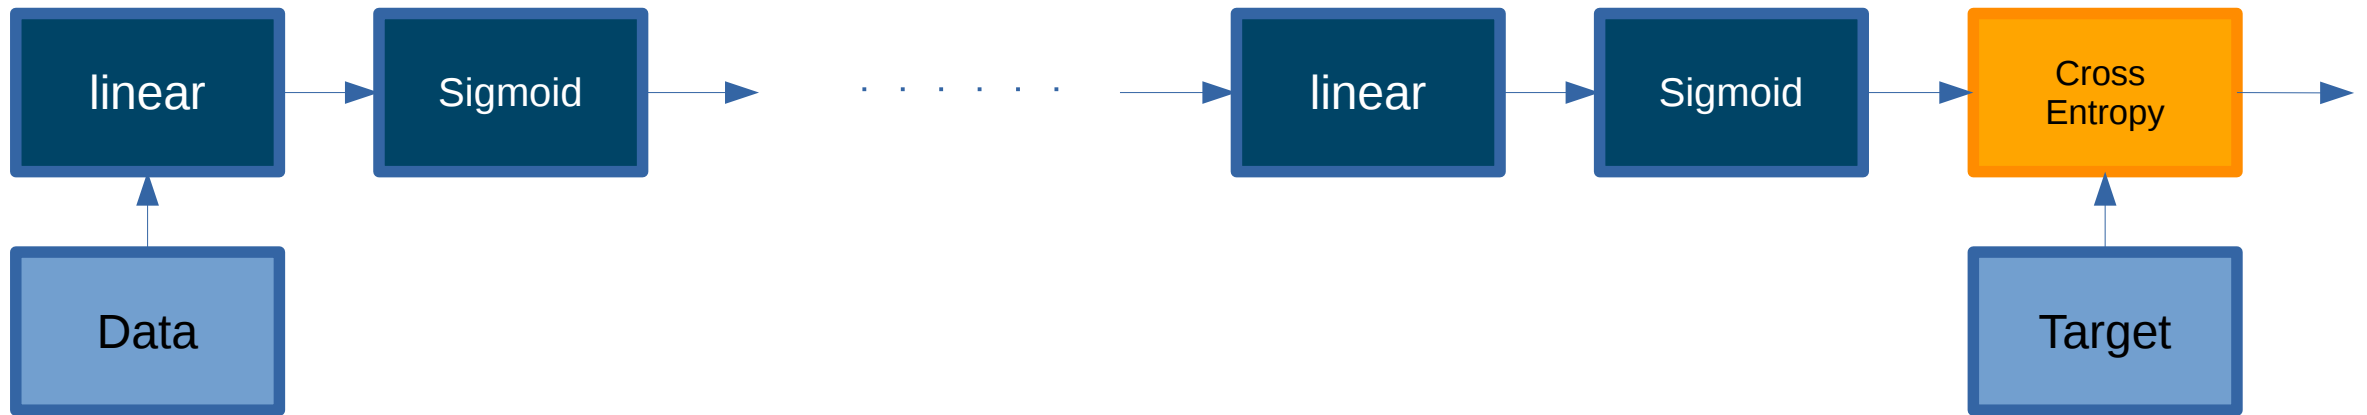 linear
Sigmoid
. . . . . .
linear
Sigmoid
Cross
Entropy
Data
Target